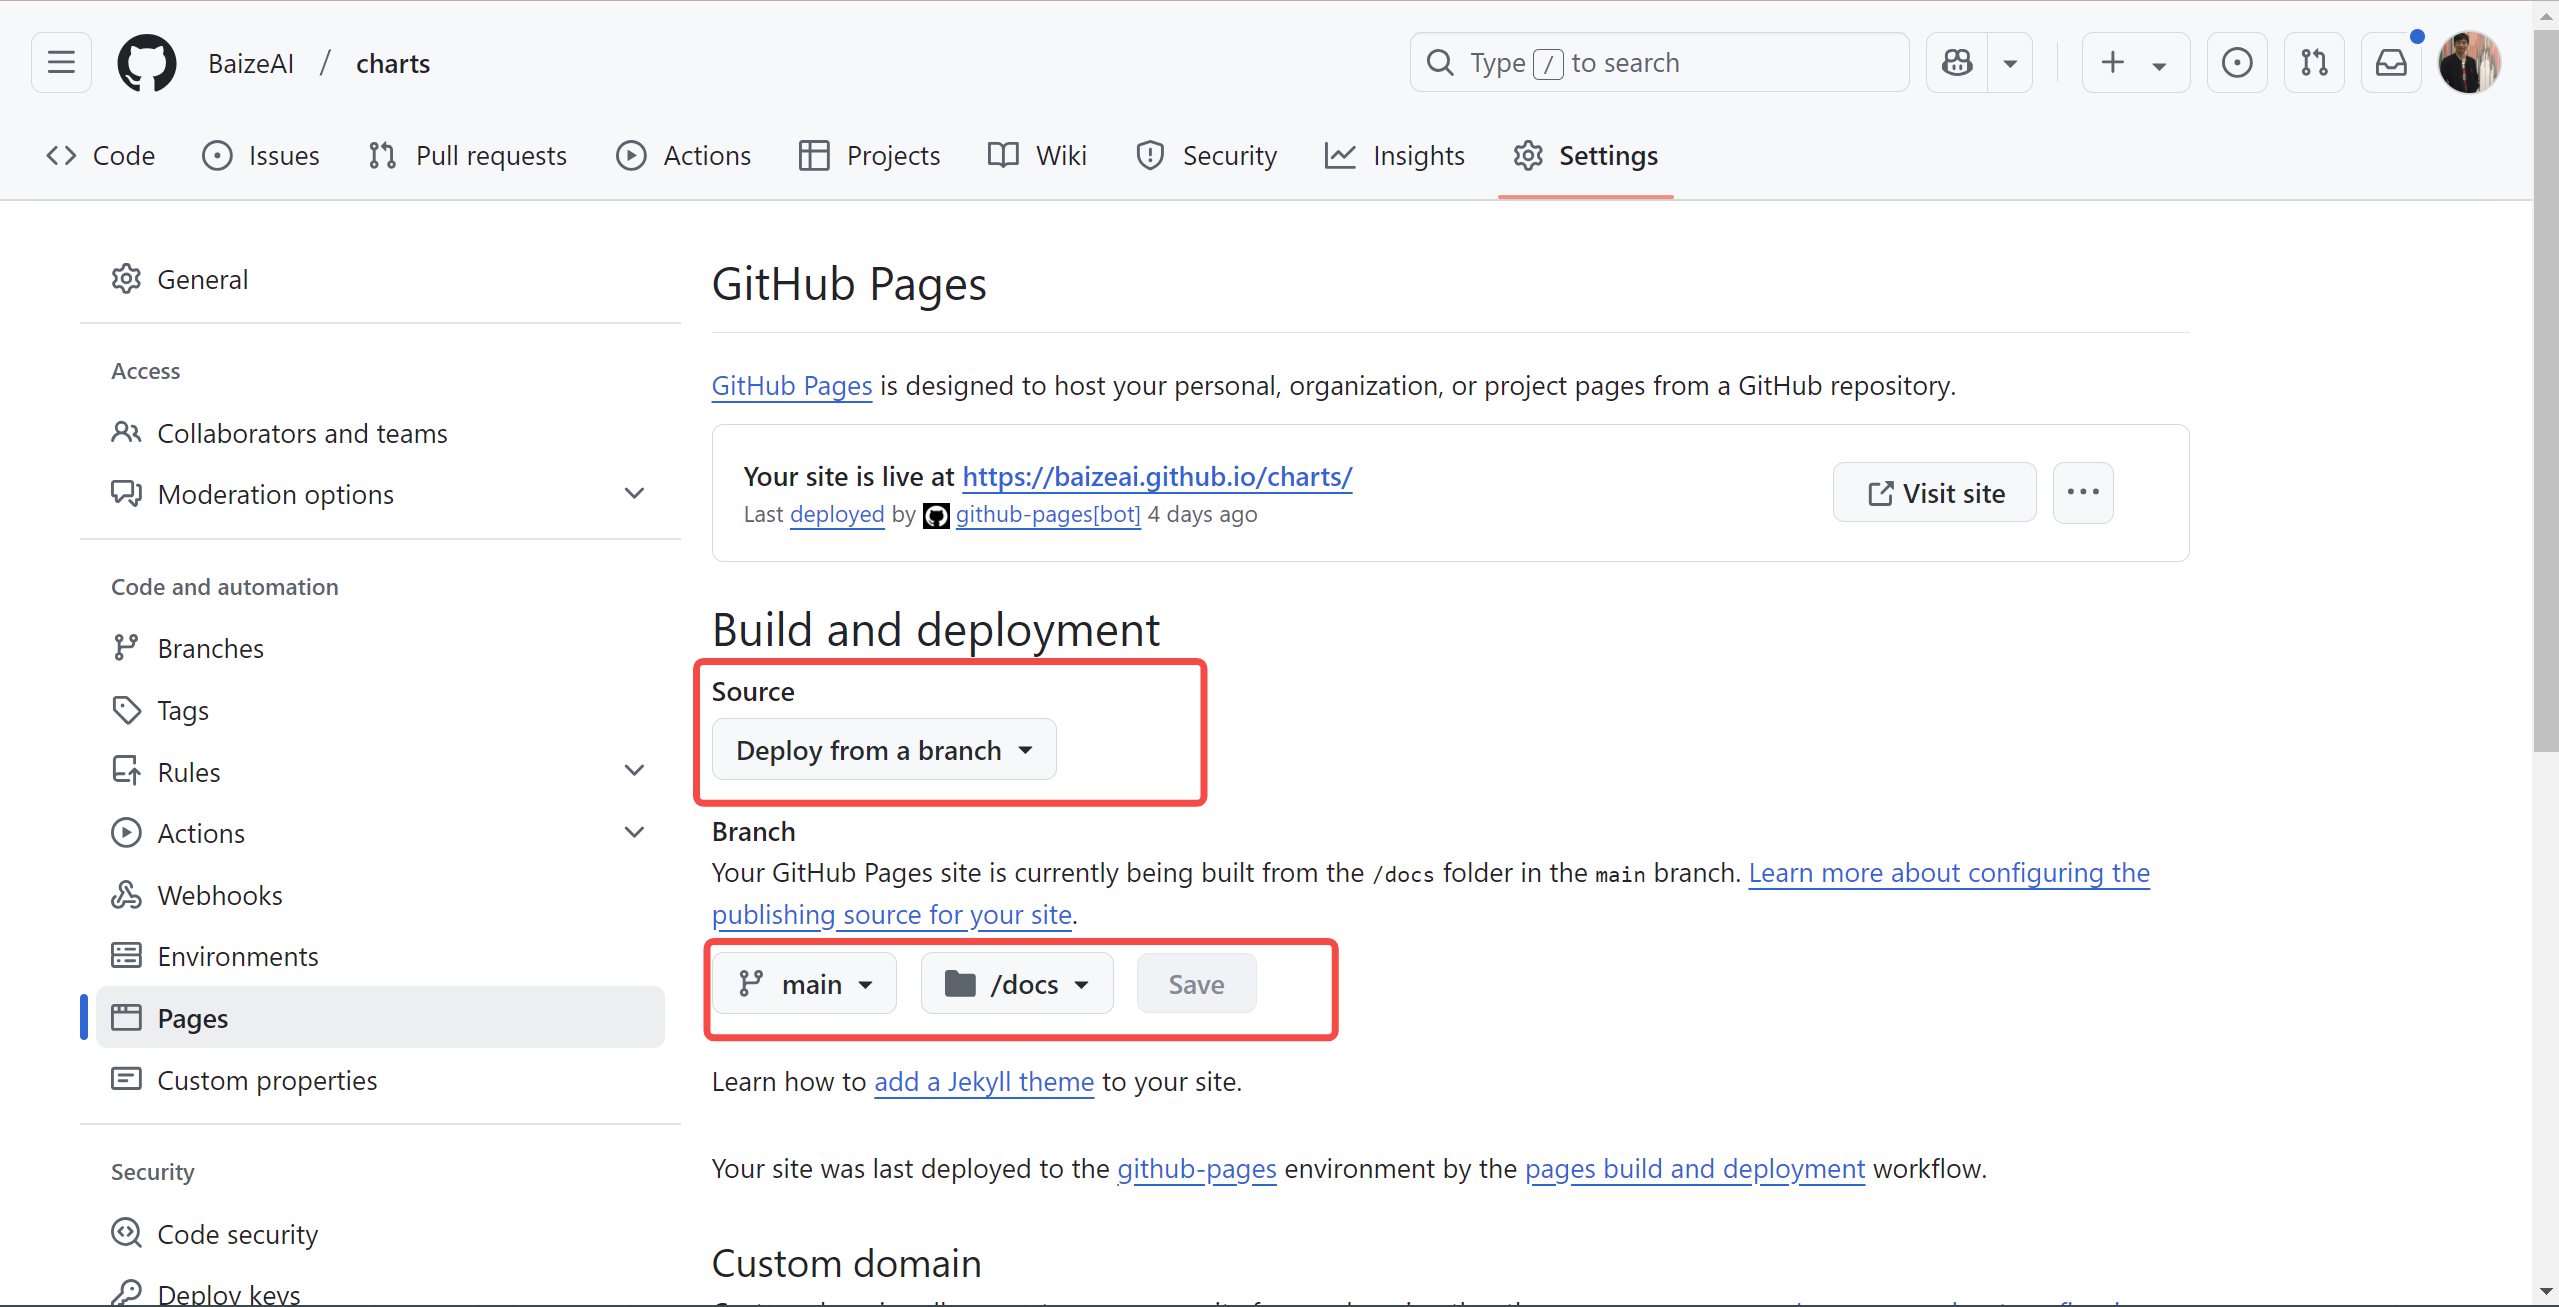 BaizeAI / charts
Type / to search
Code
Issues
Pull requests
Actions
Projects
Wiki
Security
Insights
Settings
General
Access
Collaborators and teams
Moderation options
Code and automation
Branches
Tags
Rules
Actions
Webhooks
Environments
Pages
Custom properties
Security
Code security
Deploy keys
GitHub Pages
GitHub Pages is designed to host your personal, organization, or project pages from a GitHub repository.
Your site is live at https://baizeai.github.io/charts/
Last deployed by github-pages[bot] 4 days ago
Visit site
Build and deployment
Source
Deploy from a branch
Branch
Your GitHub Pages site is currently being built from the /docs folder in the main branch. Learn more about configuring the
publishing source for your site.
main
/docs
Save
Learn how to add a Jekyll theme to your site.
Your site was last deployed to the github-pages environment by the pages build and deployment workflow.
Custom domain